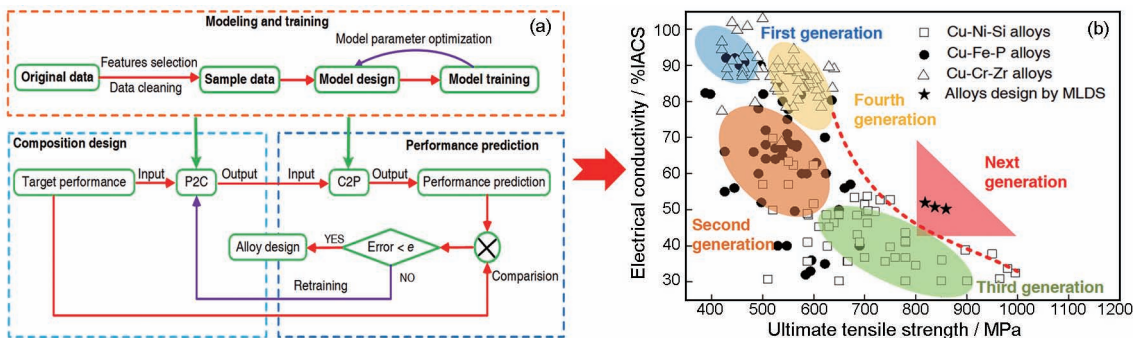 Modeling and training
(a)
Model parameter optimization
Features selection
Original data
Data cleaning
Sample data
Model design
Model training
Composition design
Performance prediction
Target performance
Input
P2C
Output
Input
C2P
Output
Performance prediction
Alloy design
YES
Error < e
NO
Comparision
Retraining
(b)
Electrical conductivity / %IACS
100
90
80
70
60
50
40
30
First generation
Cu-Ni-Si alloys
Cu-Fe-P alloys
Cu-Cr-Zr alloys
Alloys design by MLDS
Fourth
generation
Next
generation
Second
generation
Third generation
400
500
600
700
800
900
1000
1100
1200
Ultimate tensile strength / MPa